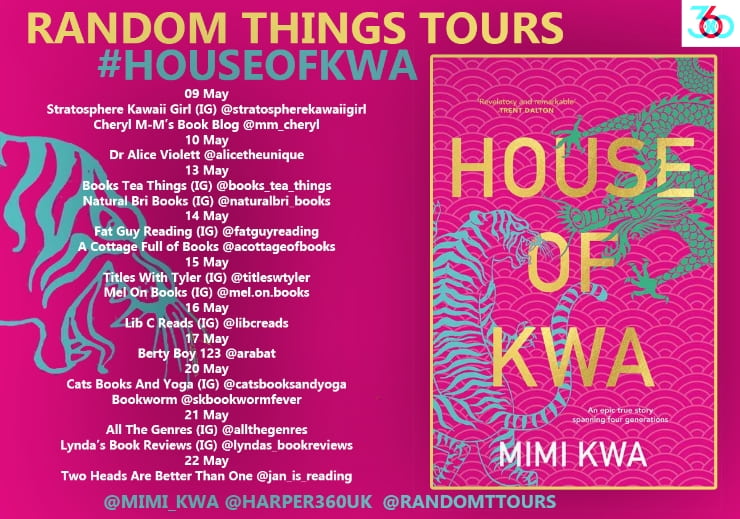 RANDOM THINGS TOURS
#HOUSEOFKWA
09 May
Stratosphere Kawaii Girl (IG) @stratospherekawaiigirl
Cheryl M-M's Book Blog @mm_cheryl
10 May
Dr Alice Violett @alicetheunique
13 May
Books Tea Things (IG) @books_tea_things
Natural Bri Books (IG) @naturalbri_books
14 May
Fat Guy Reading (IG) @fatguyreading
A Cottage Full of Books @acottageofbooks
15 May
Titles With Tyler (IG) @titleswtyler
Mel On Books (IG) @mel.on.books
16 May
Lib C Reads (IG) @libcreads
17 May
Berty Boy 123 @arabat
20 May
Cats Books And Yoga (IG) @catsbooksandyoga
Bookworm @skbookwormfever
21 May
All The Genres (IG) @allthegenres
Lynda's Book Reviews (IG) @lyndas_bookreviews
22 May
Two Heads Are Better Than One @jan_is_reading
@MIMI_KWA @HARPER360UK @RANDOMTTOURS
360
'Revelatory and remarkable'
TRENT DALTON
HOUSE
OF
KWA
An epic true story
spanning four generations
MIMI KWA